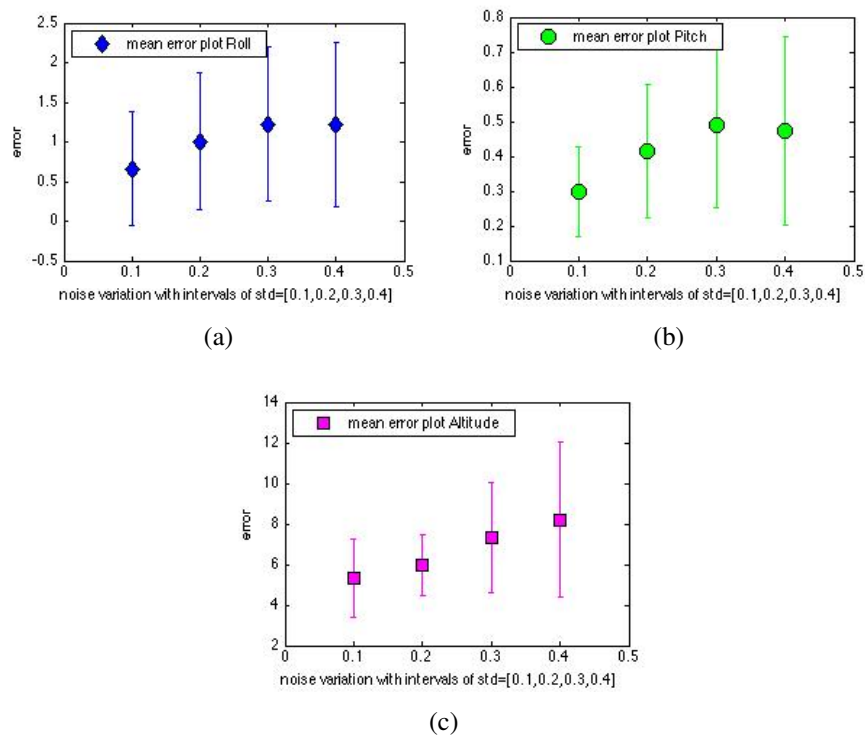 mean error plot Roll
2.5
2
1.5
1
0.5
0
-0.5
error
0 0.1 0.2 0.3 0.4 0.5
noise variation with intervals of std=[0.1,0.2,0.3,0.4]
(a)
mean error plot Pitch
0.8
0.7
0.6
0.5
0.4
0.3
0.2
0.1
error
0 0.1 0.2 0.3 0.4 0.5
noise variation with intervals of std=[0.1,0.2,0.3,0.4]
(b)
mean error plot Altitude
14
12
10
8
6
4
2
error
0 0.1 0.2 0.3 0.4 0.5
noise variation with intervals of std=[0.1,0.2,0.3,0.4]
(c)